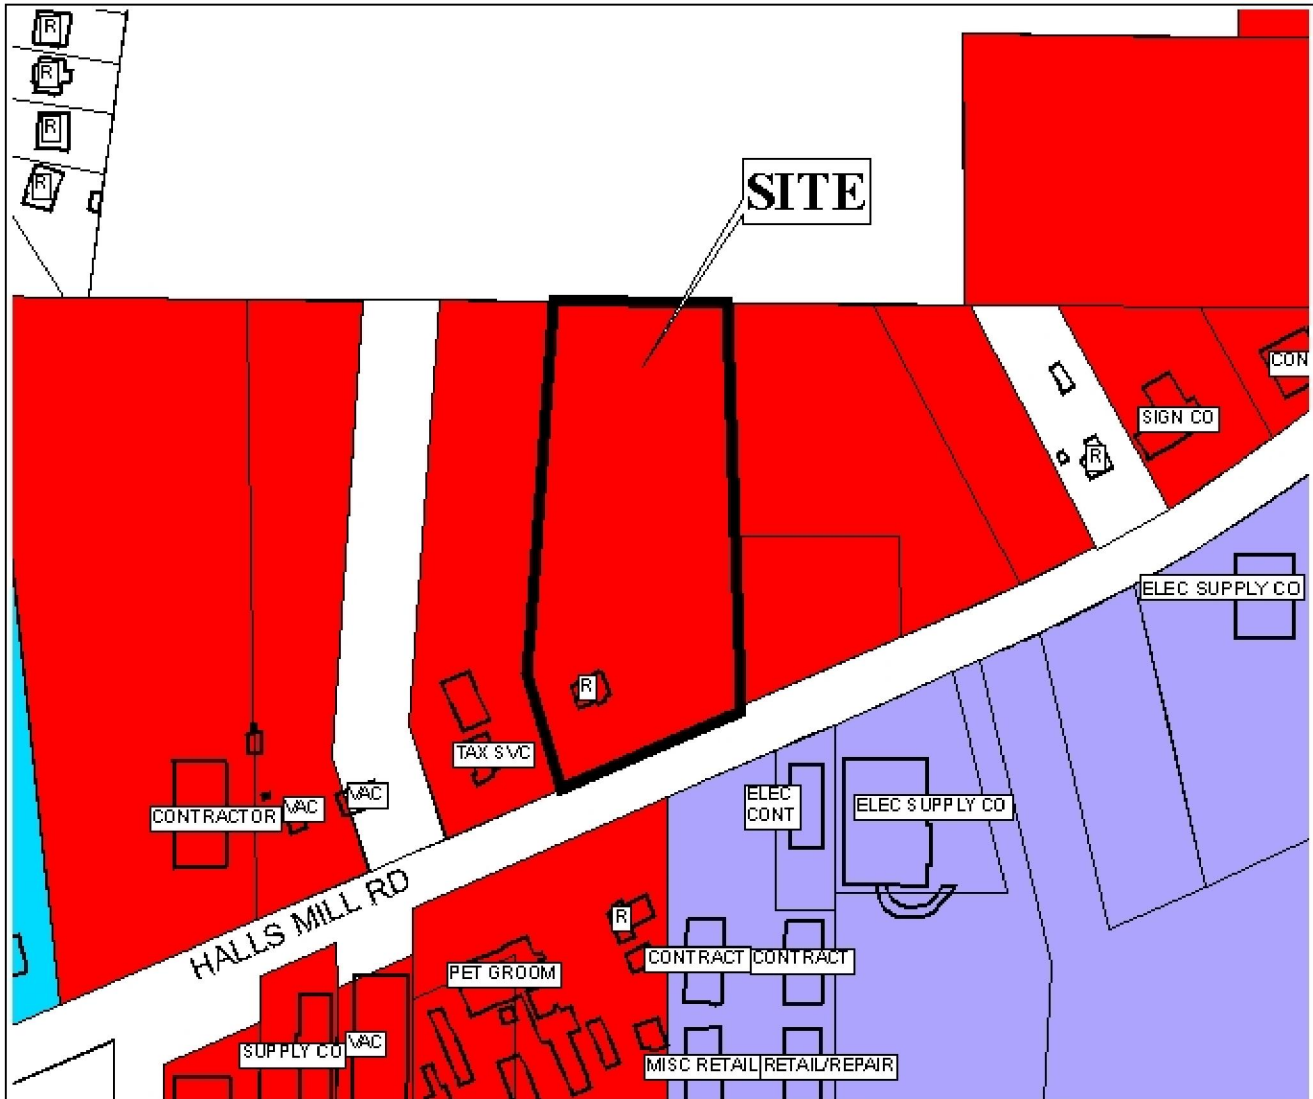 R
R
R
R
SITE
CON
SIGN CO
R
ELEC SUPPLY CO
R
TAX SVC
VAC
VAC
CONTRACTOR
ELEC
CONT
ELEC SUPPLY CO
HALLS MILL RD
R
CONTRACT
CONTRACT
PET GROOM
VAC
SUPPLY CO
MISC RETAIL
RETAIL/REPAIR